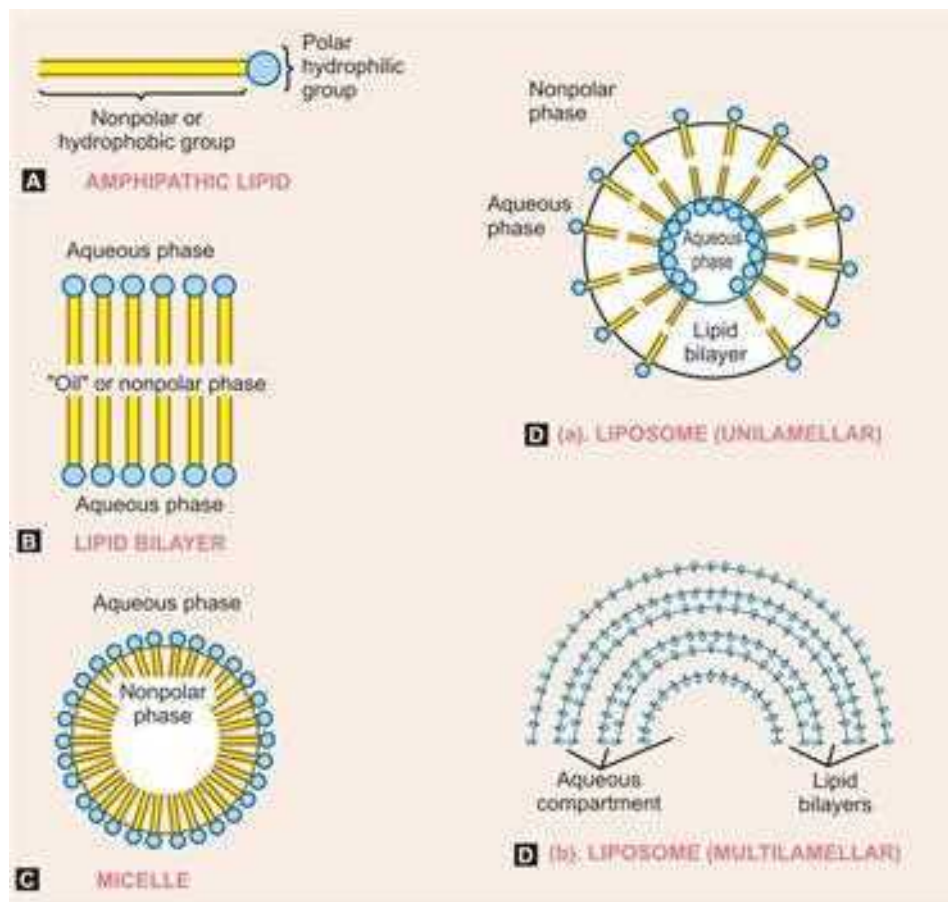 Polar
hydrophilic
group
Nonpolar or
hydrophobic group
A AMPHIPATHIC LIPID
Aqueous phase
"Oil" or nonpolar phase
Aqueous phase
B LIPID BILAYER
Aqueous phase
Nonpolar
phase
C MICELLE
Nonpolar
phase
Aqueous
phase
Aqueous
phase
Lipid
bilayer
D (a). LIPOSOME (UNILAMELLAR)
Aqueous
compartment
Lipid
bilayers
D (b). LIPOSOME (MULTILAMELLAR)